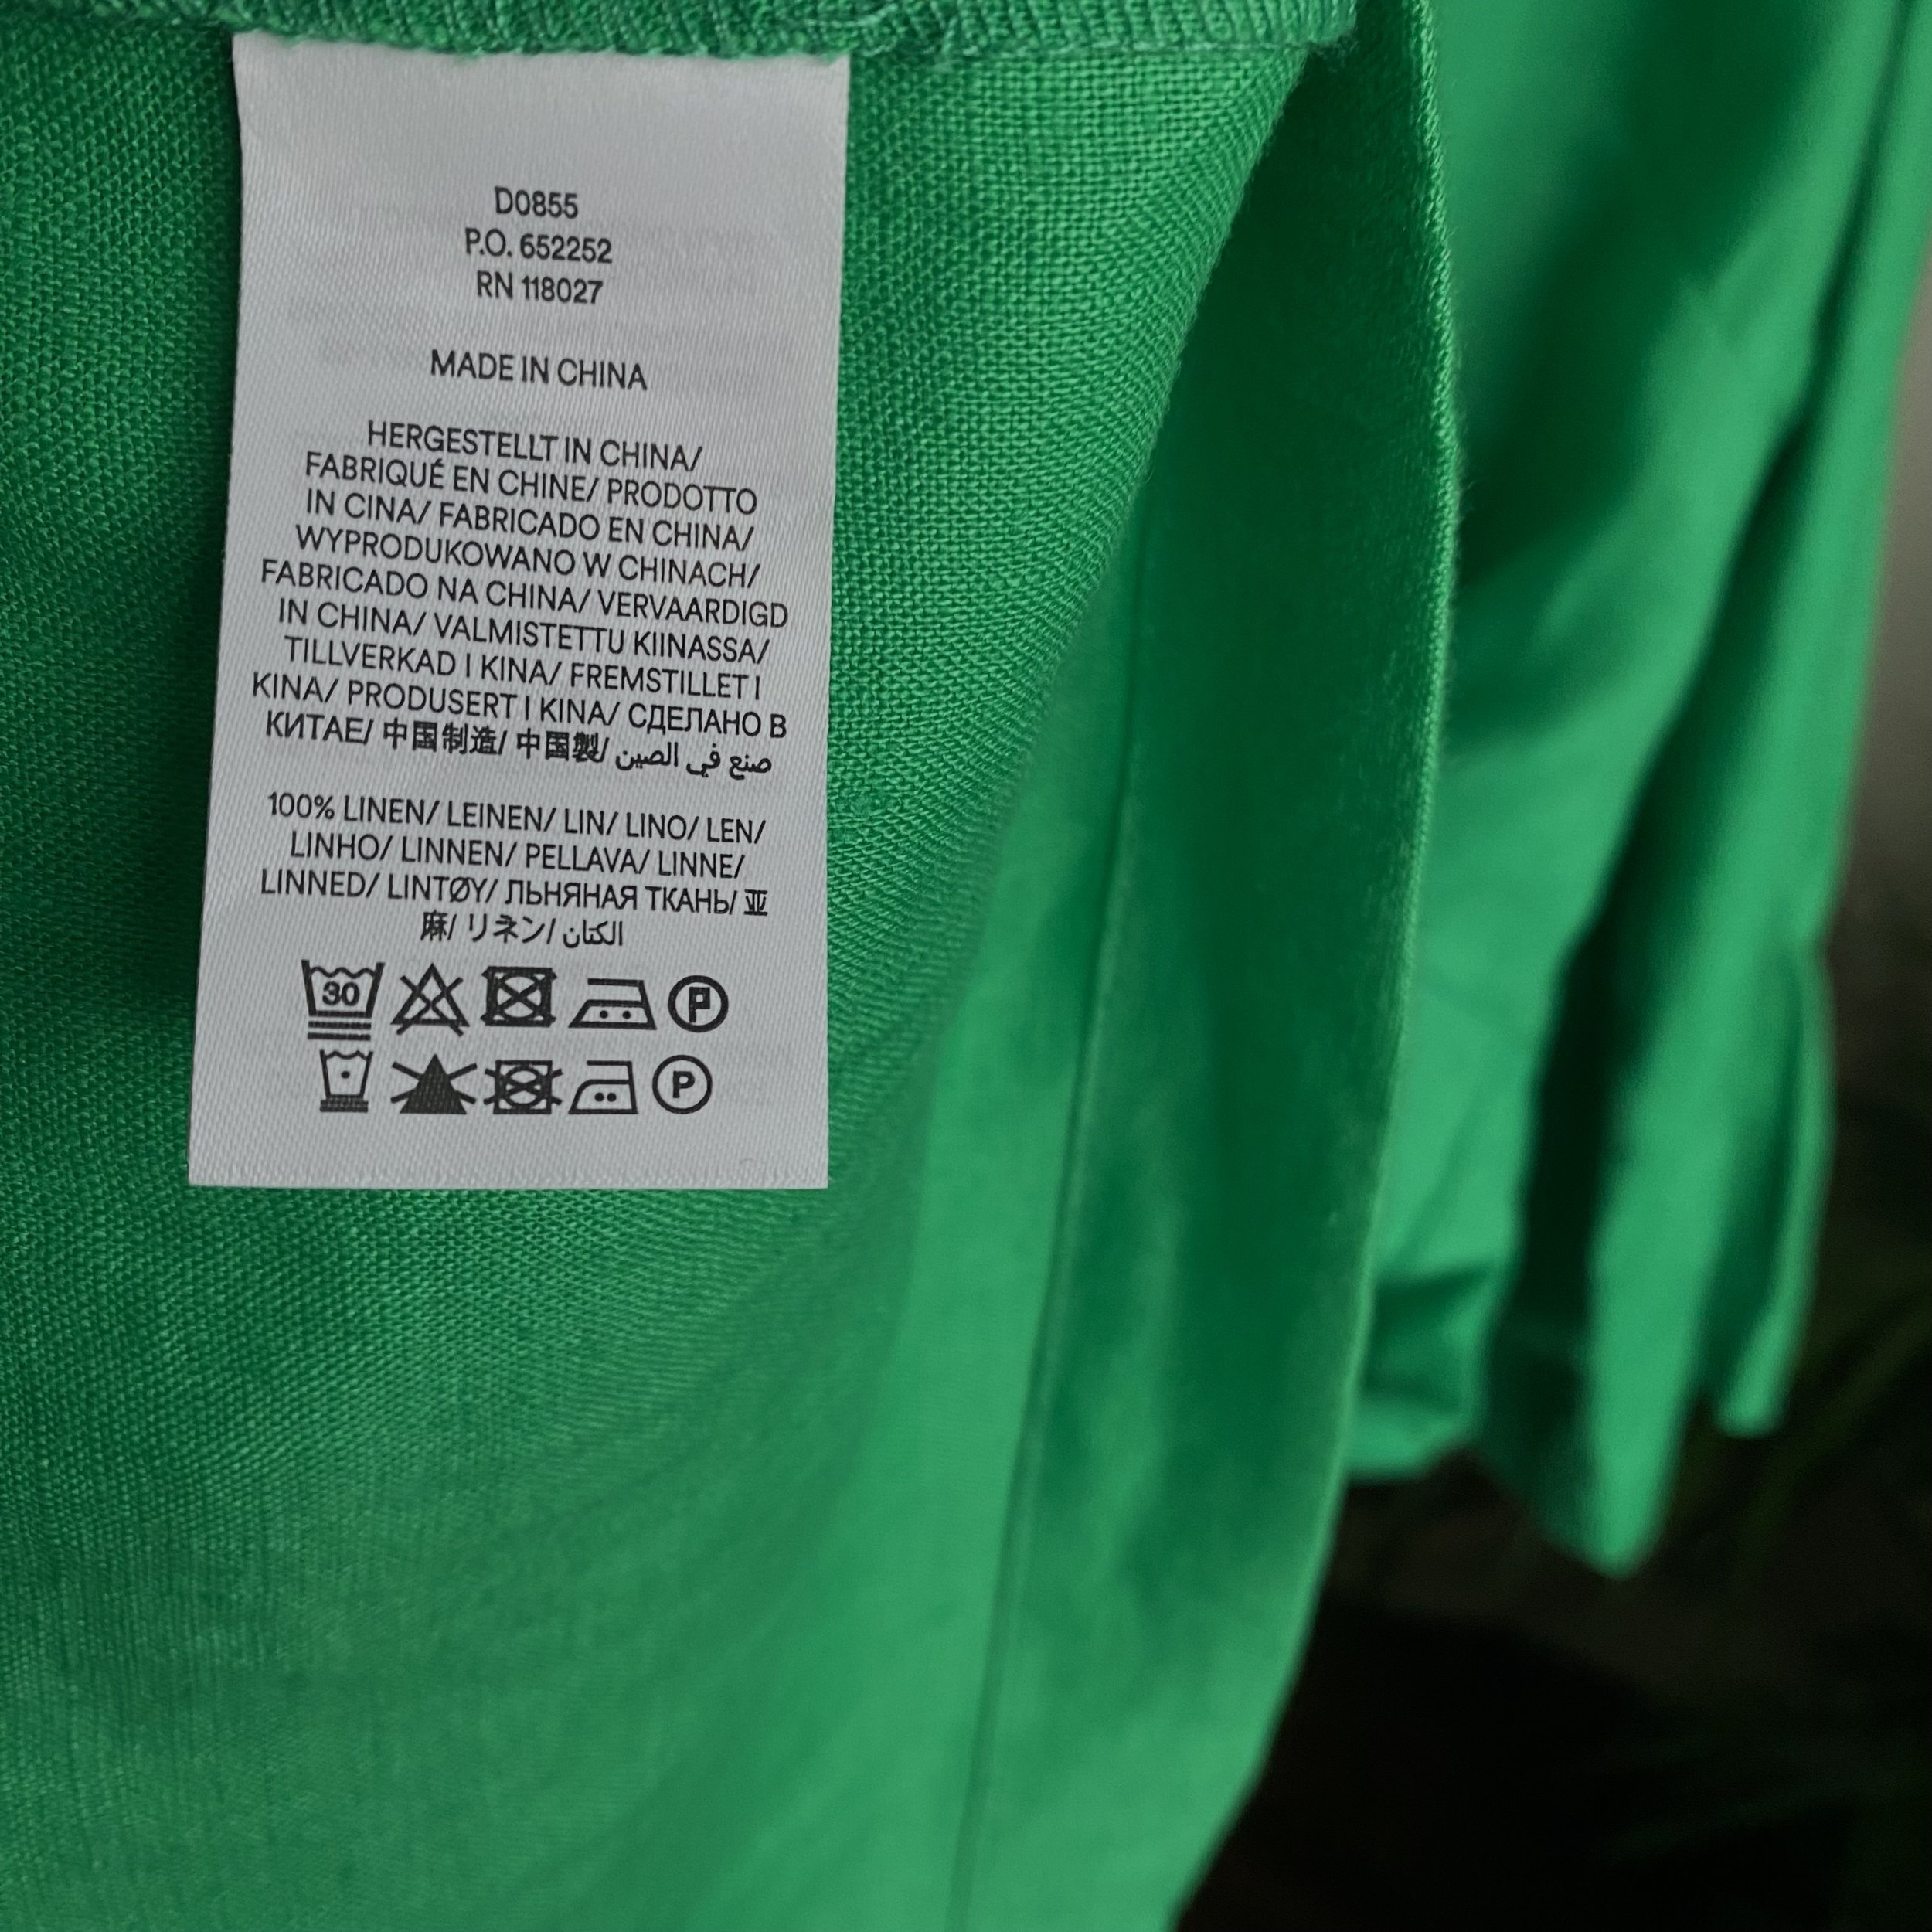 D0855
P.O. 652252
RN 118027
MADE IN CHINA
HERGESTELLT IN CHINA/
FABRIQUÉ EN CHINE/ PRODOTTO
IN CINA/ FABRICADO EN CHINA/
WYPRODUKOWANO W CHINACH/
FABRICADO NA CHINA/ VERVAARDIGD
IN CHINA/ VALMISTETTU KIINASSA/
TILLVERKAD I KINA/ FREMSTILLET I
KINA/ PRODUSERT I KINA/ СДЕЛАНО В
КИТАЕ/ 中国制造/ 中国製/ صنع في الصين
100% LINEN/ LEINEN/ LIN/ LINO/ LEN/
LINHO/ LINNEN/ PELLAVA/ LINNE/
LINNED/ LINTØY/ ЛЬНЯНАЯ ТКАНЬ/ 亚
麻/ リネン/ الكتان
30 P
P